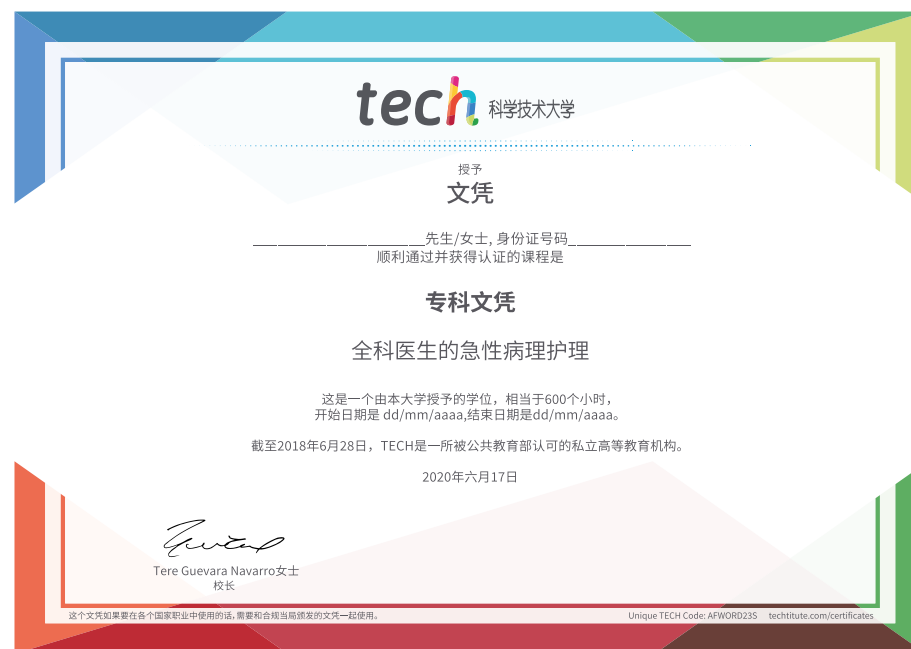 tech 科学技术大学
授予
文凭
____________________先生/女士, 身份证号码______________
顺利通过并获得认证的课程是
专科文凭
全科医生的急性病理护理
这是一个由本大学授予的学位，相当于600个小时，
开始日期是 dd/mm/aaaa,结束日期是dd/mm/aaaa。
截至2018年6月28日，TECH是一所被公共教育部认可的私立高等教育机构。
2020年六月17日
Tere Guevara Navarro女士
校长
这个文凭如果要在各个国家职业中使用的话,需要和合规当局颁发的文凭一起使用。
Unique TECH Code: AFWORD23S techtitute.com/certificates